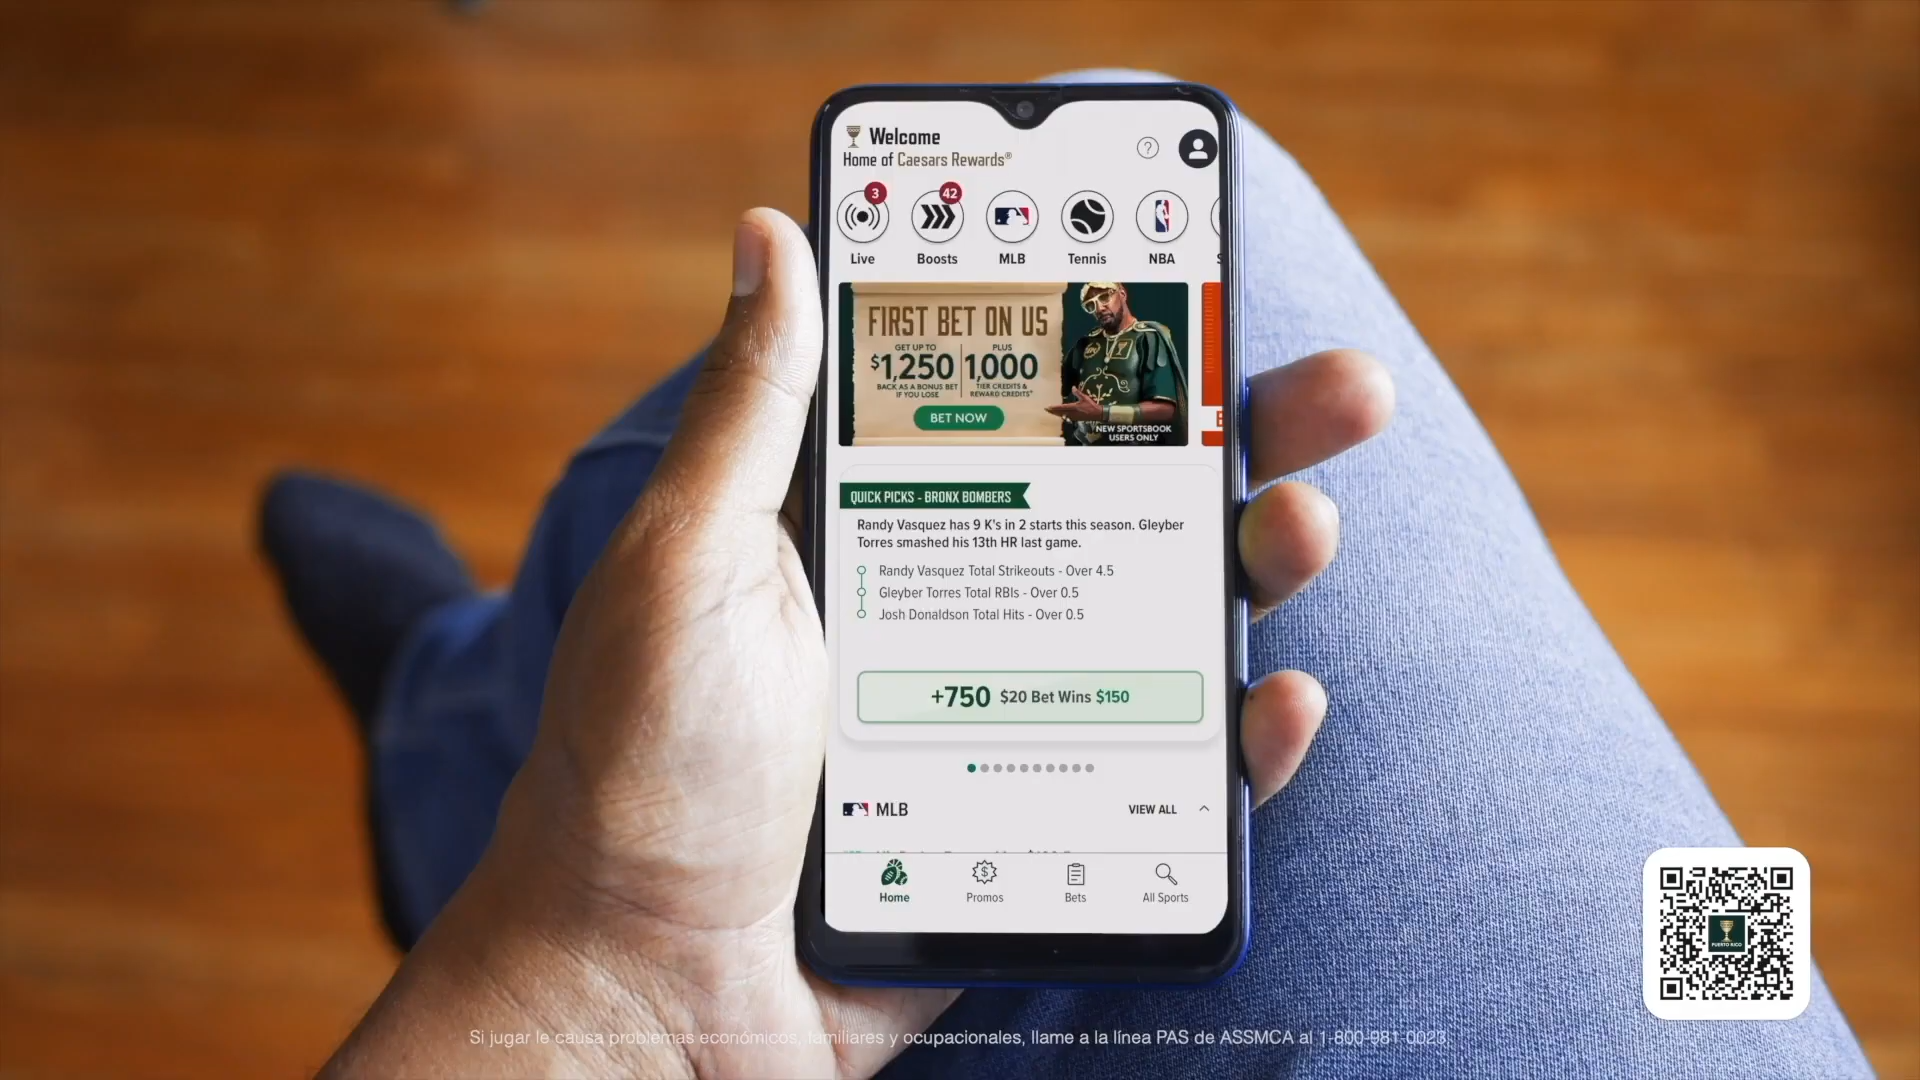 Welcome
Home of Caesars Rewards®
3
42
Live
Boosts
MLB
Tennis
NBA
FIRST BET ON US
GET UP TO
$1,250
BACK AS A BONUS BET
IF YOU LOSE
PLUS
1,000
TIER CREDITS &
REWARD CREDITS*
BET NOW
NEW SPORTSBOOK
USERS ONLY
QUICK PICKS - BRONX BOMBERS
Randy Vasquez has 9 K's in 2 starts this season. Gleyber
Torres smashed his 13th HR last game.
Randy Vasquez Total Strikeouts - Over 4.5
Gleyber Torres Total RBIs - Over 0.5
Josh Donaldson Total Hits - Over 0.5
+750 $20 Bet Wins $150
MLB
VIEW ALL
Home
Promos
Bets
All Sports
PUERTO RICO
Si jugar le causa problemas económicos, familiares y ocupacionales, llame a la línea PAS de ASSMCA al 1-800-981-0023.